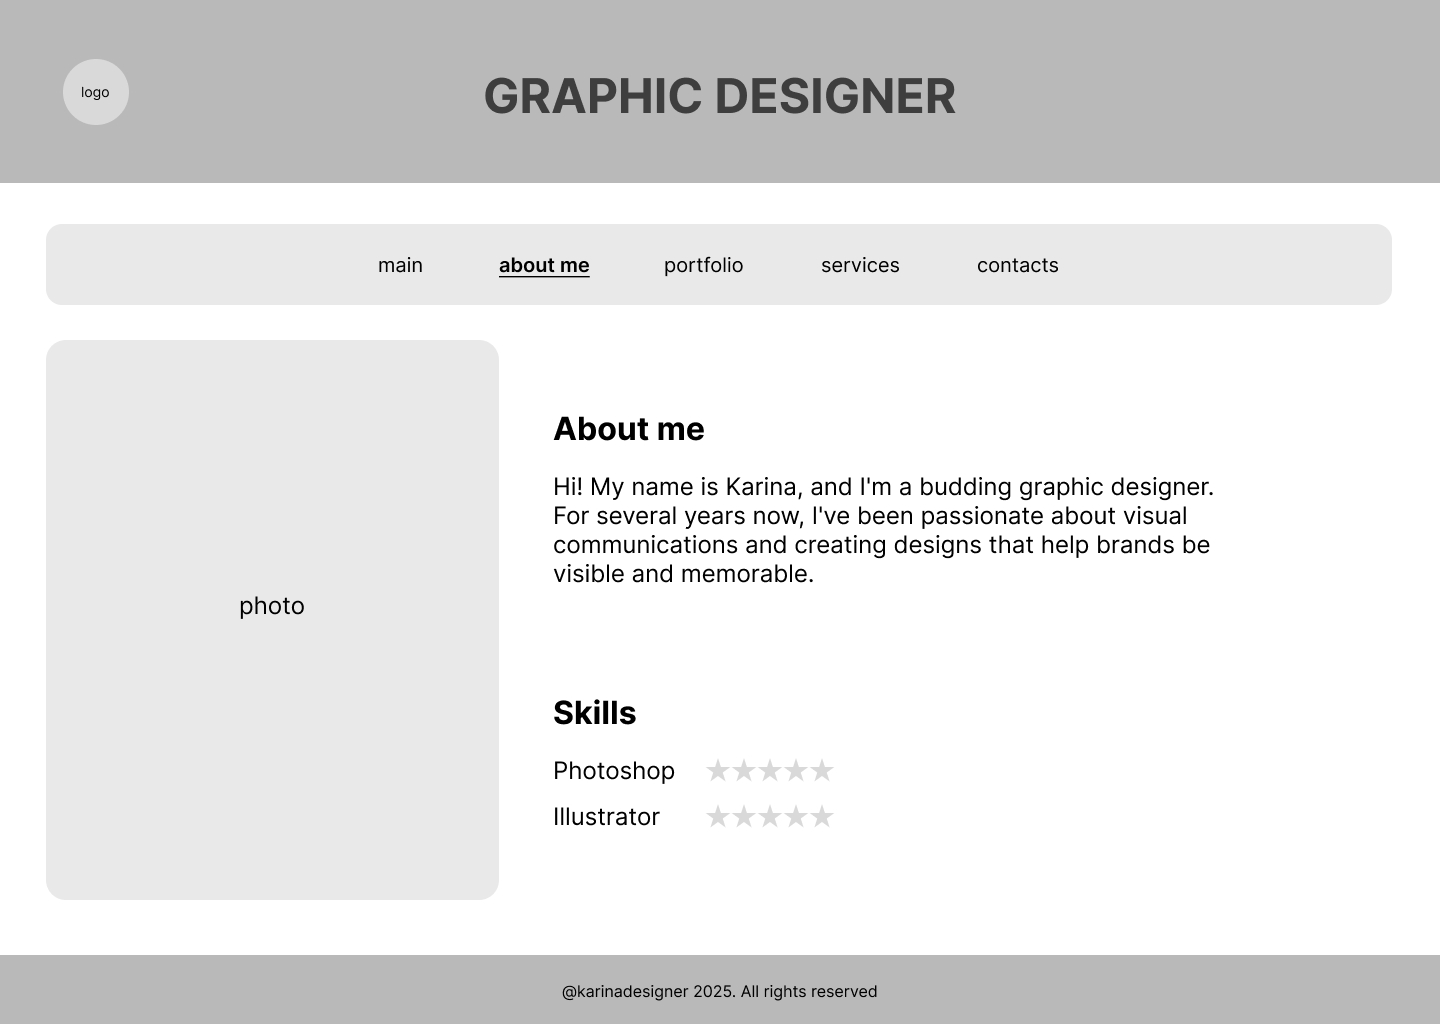 logo
GRAPHIC DESIGNER
main about me portfolio services contacts
photo
About me
Hi! My name is Karina, and I'm a budding graphic designer.
For several years now, I've been passionate about visual
communications and creating designs that help brands be
visible and memorable.
Skills
Photoshop ★★★★★
Illustrator ★★★★★
@karinadesigner 2025. All rights reserved